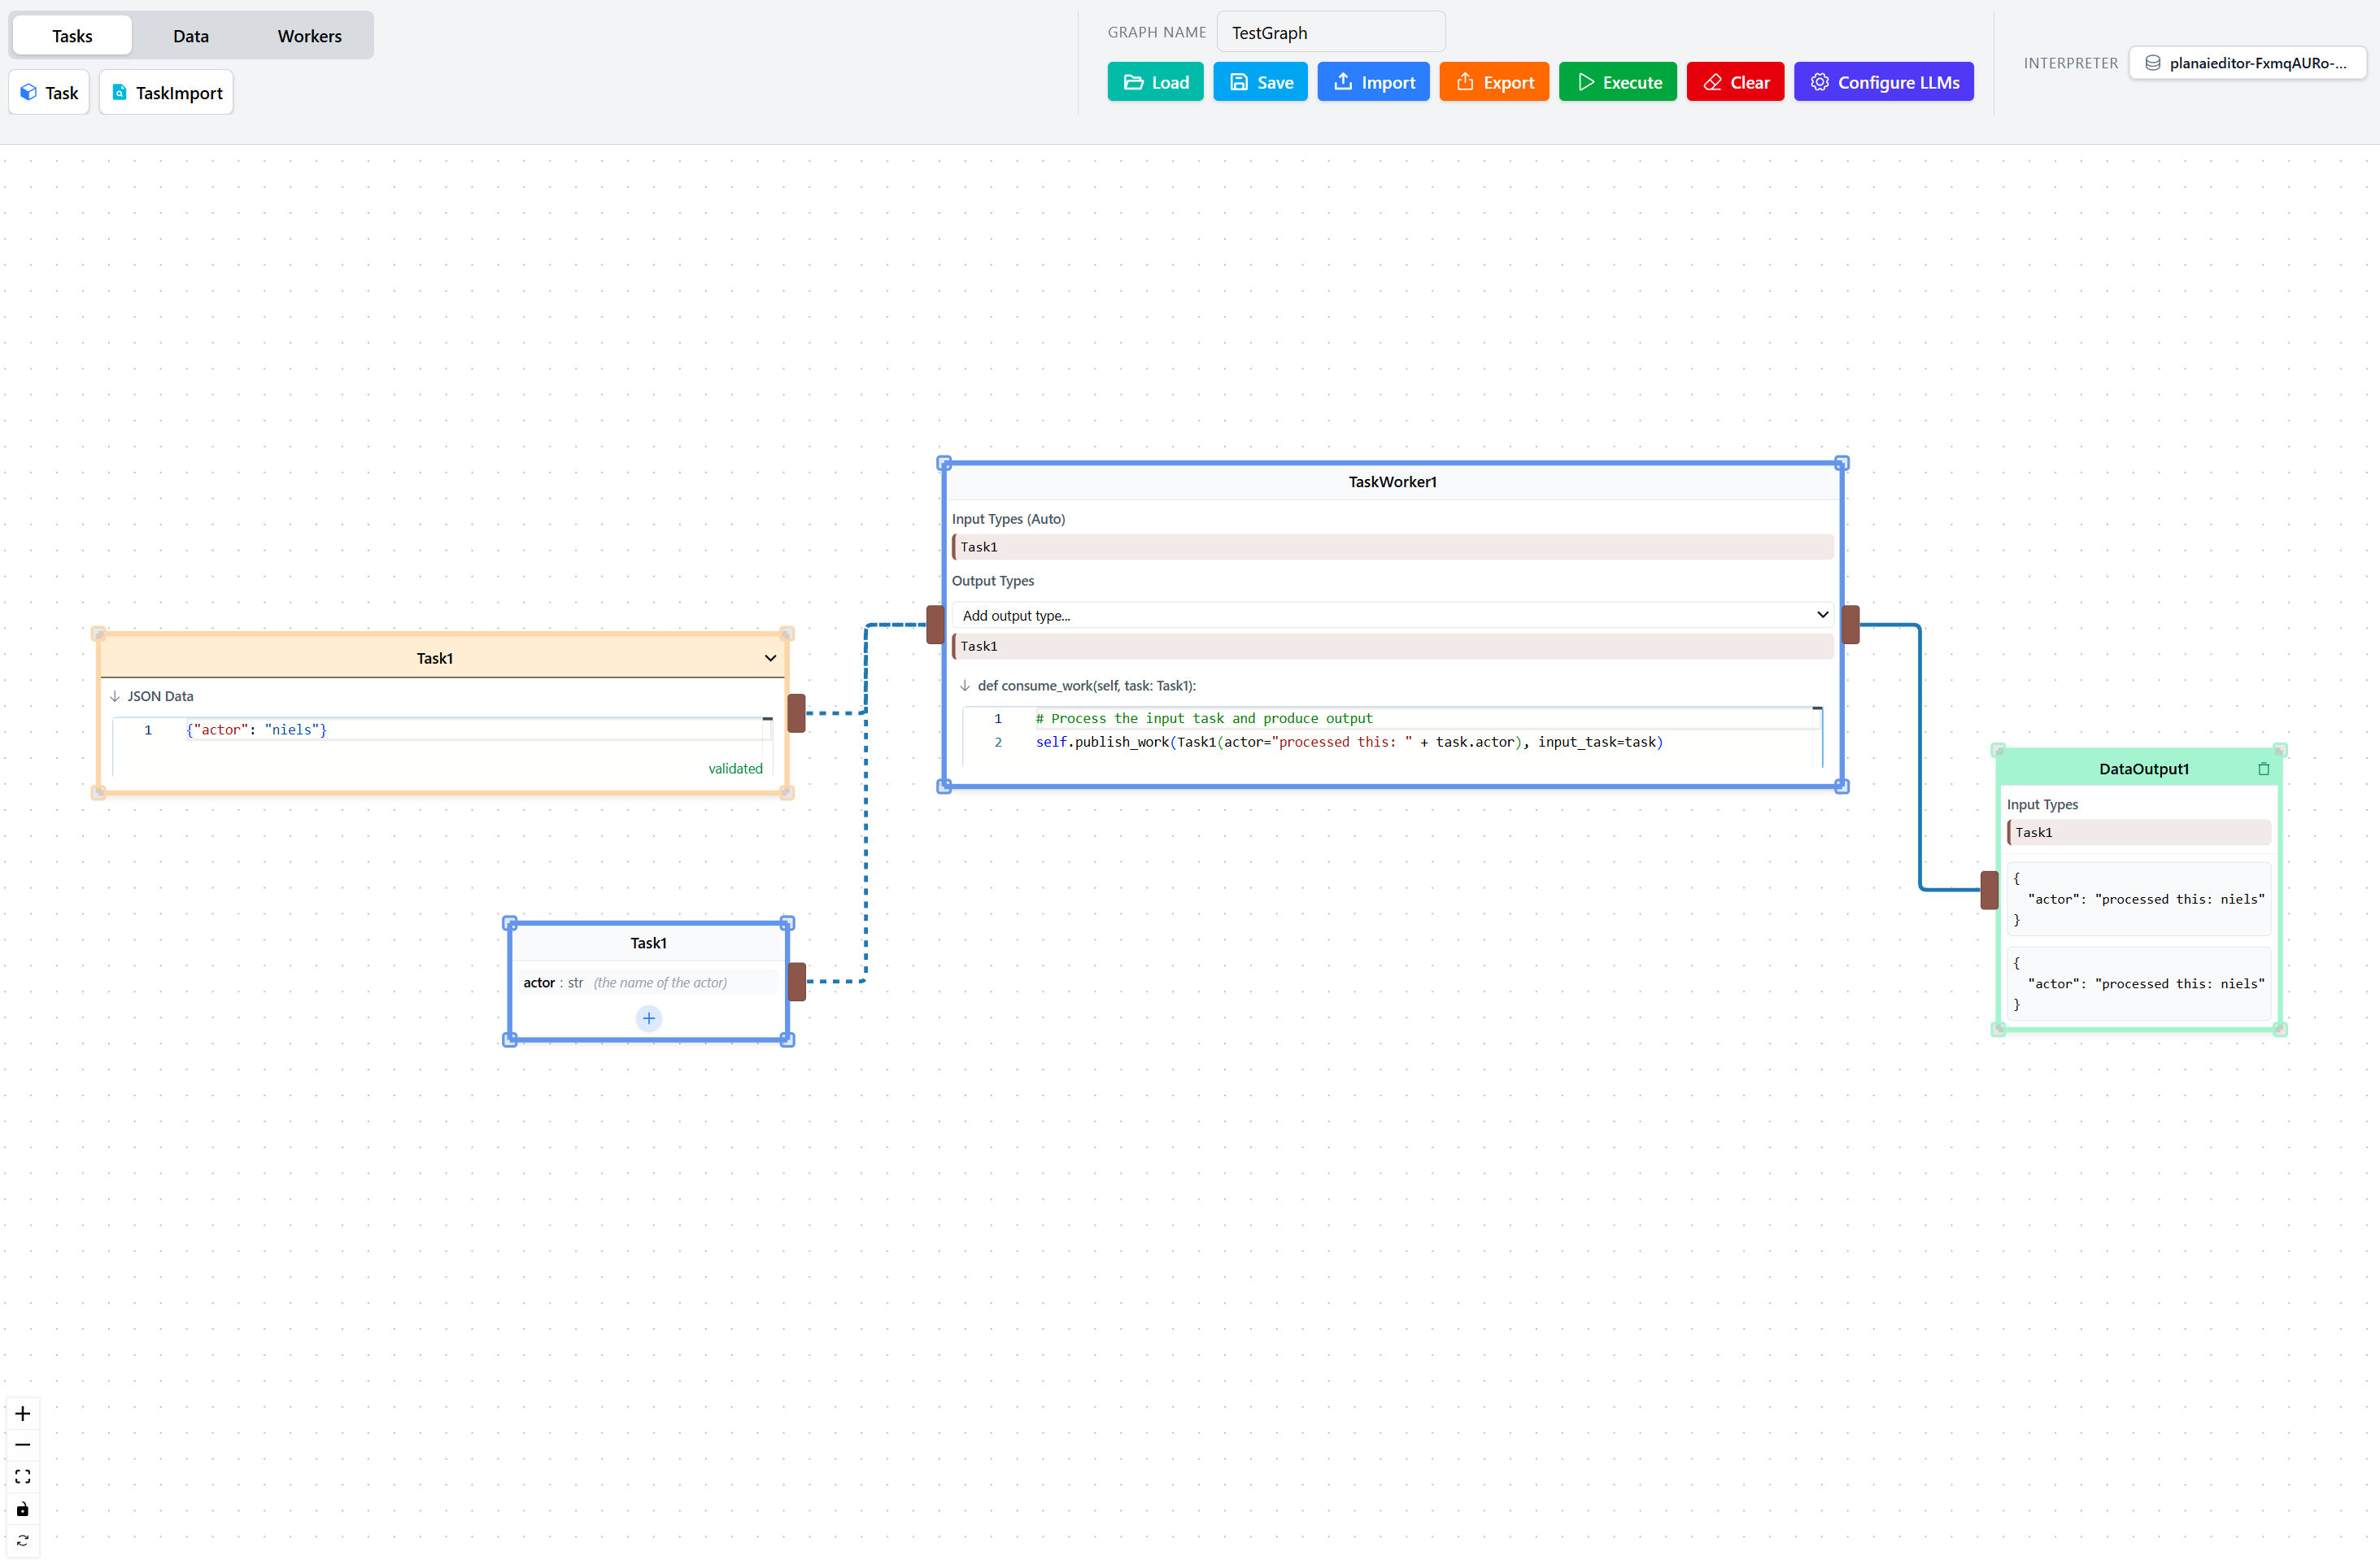 Tasks Data Workers
Task TaskImport
GRAPH NAME TestGraph
Load Save Import Export Execute Clear Configure LLMs
INTERPRETER planaieditor-FxmqAURo-...
Task1
JSON Data
1 {"actor": "niels"}
validated
Task1
actor : str (the name of the actor)
TaskWorker1
Input Types (Auto)
Task1
Output Types
Add output type...
Task1
def consume_work(self, task: Task1):
1 # Process the input task and produce output
2 self.publish_work(Task1(actor="processed this: " + task.actor), input_task=task)
DataOutput1
Input Types
Task1
{
"actor": "processed this: niels"
}
{
"actor": "processed this: niels"
}